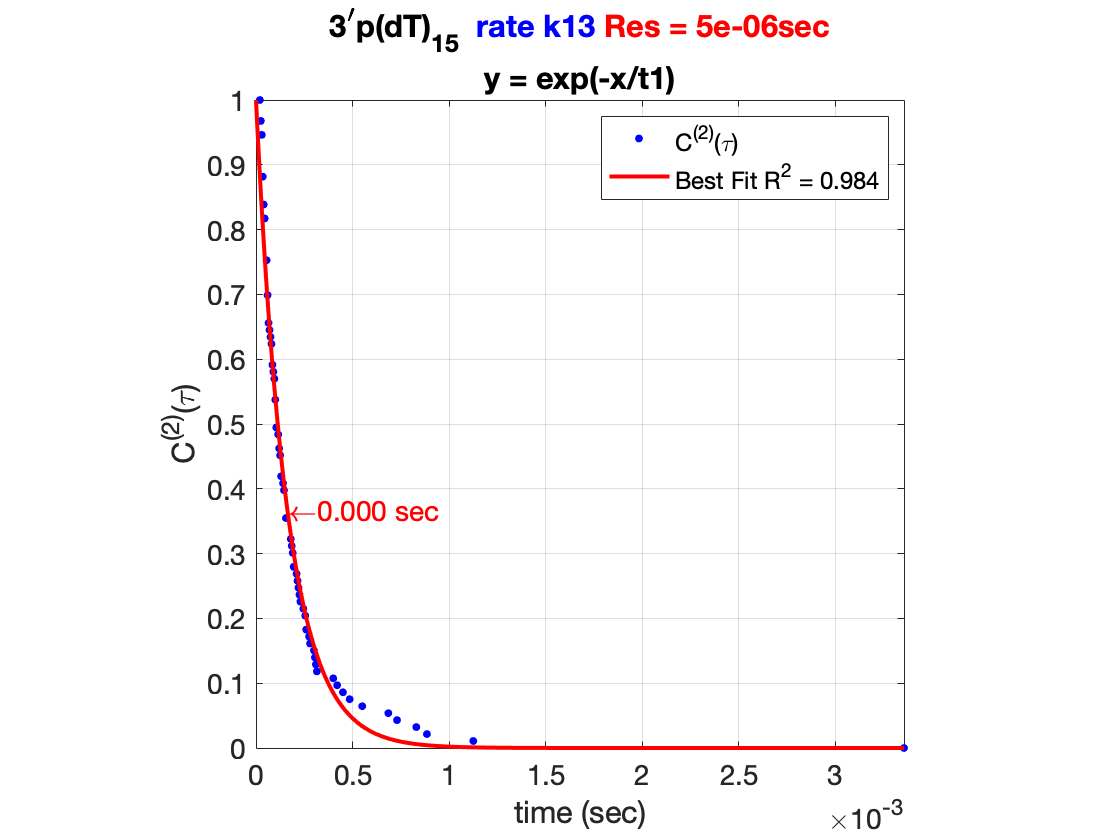 3′p(dT)15 rate k13 Res = 5e-06sec
y = exp(-x/t1)
C(2)(τ)
Best Fit R2 = 0.984
1
0.9
0.8
0.7
0.6
0.5
0.4
0.3
0.2
0.1
0
C(2)(τ)
←0.000 sec
0 0.5 1 1.5 2 2.5 3
time (sec)
×10-3